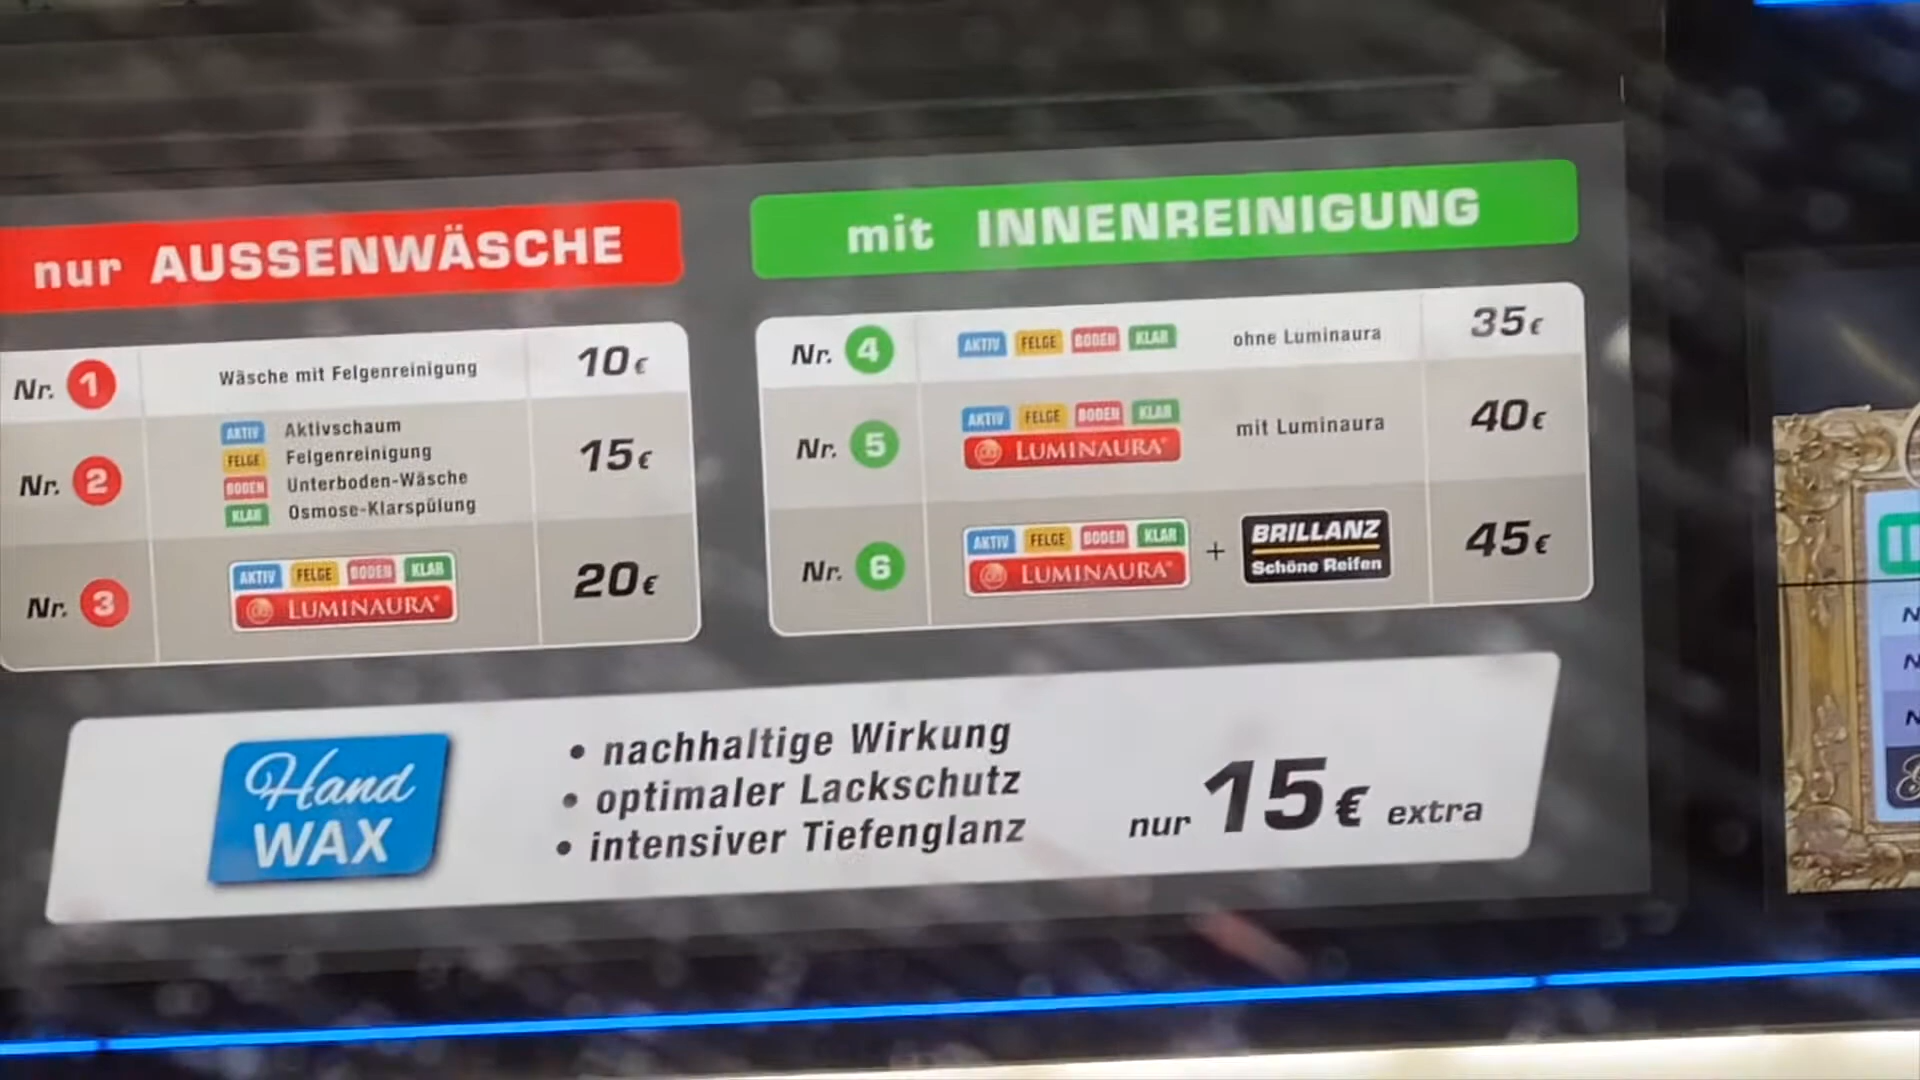 nur AUSSENWÄSCHE
Nr. 1 Wäsche mit Felgenreinigung 10€
Nr. 2 15€
AKTIV Aktivschaum
FELGE Felgenreinigung
BODEN Unterboden-Wäsche
KLAR Osmose-Klarspülung
Nr. 3 20€
AKTIV FELGE BODEN KLAR
LUMINAURA®
mit INNENREINIGUNG
Nr. 4 AKTIV FELGE BODEN KLAR ohne Luminaura 35€
Nr. 5 AKTIV FELGE BODEN KLAR mit Luminaura 40€
LUMINAURA®
Nr. 6 AKTIV FELGE BODEN KLAR + BRILLANZ 45€
LUMINAURA® Schöne Reifen
Hand
WAX
• nachhaltige Wirkung
• optimaler Lackschutz
• intensiver Tiefenglanz
nur 15€ extra